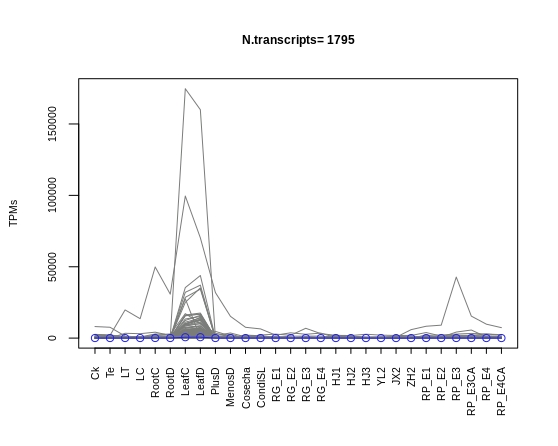 N.transcripts= 1795
TPMs
150000
100000
50000
0
Ck
Te
LT
LC
RootC
RootD
LeafC
LeafD
PlusD
MenosD
Cosecha
CondiSL
RG_E1
RG_E2
RG_E3
RG_E4
HJ1
HJ2
HJ3
YL2
JX2
ZH2
RP_E1
RP_E2
RP_E3
RP_E3CA
RP_E4
RP_E4CA